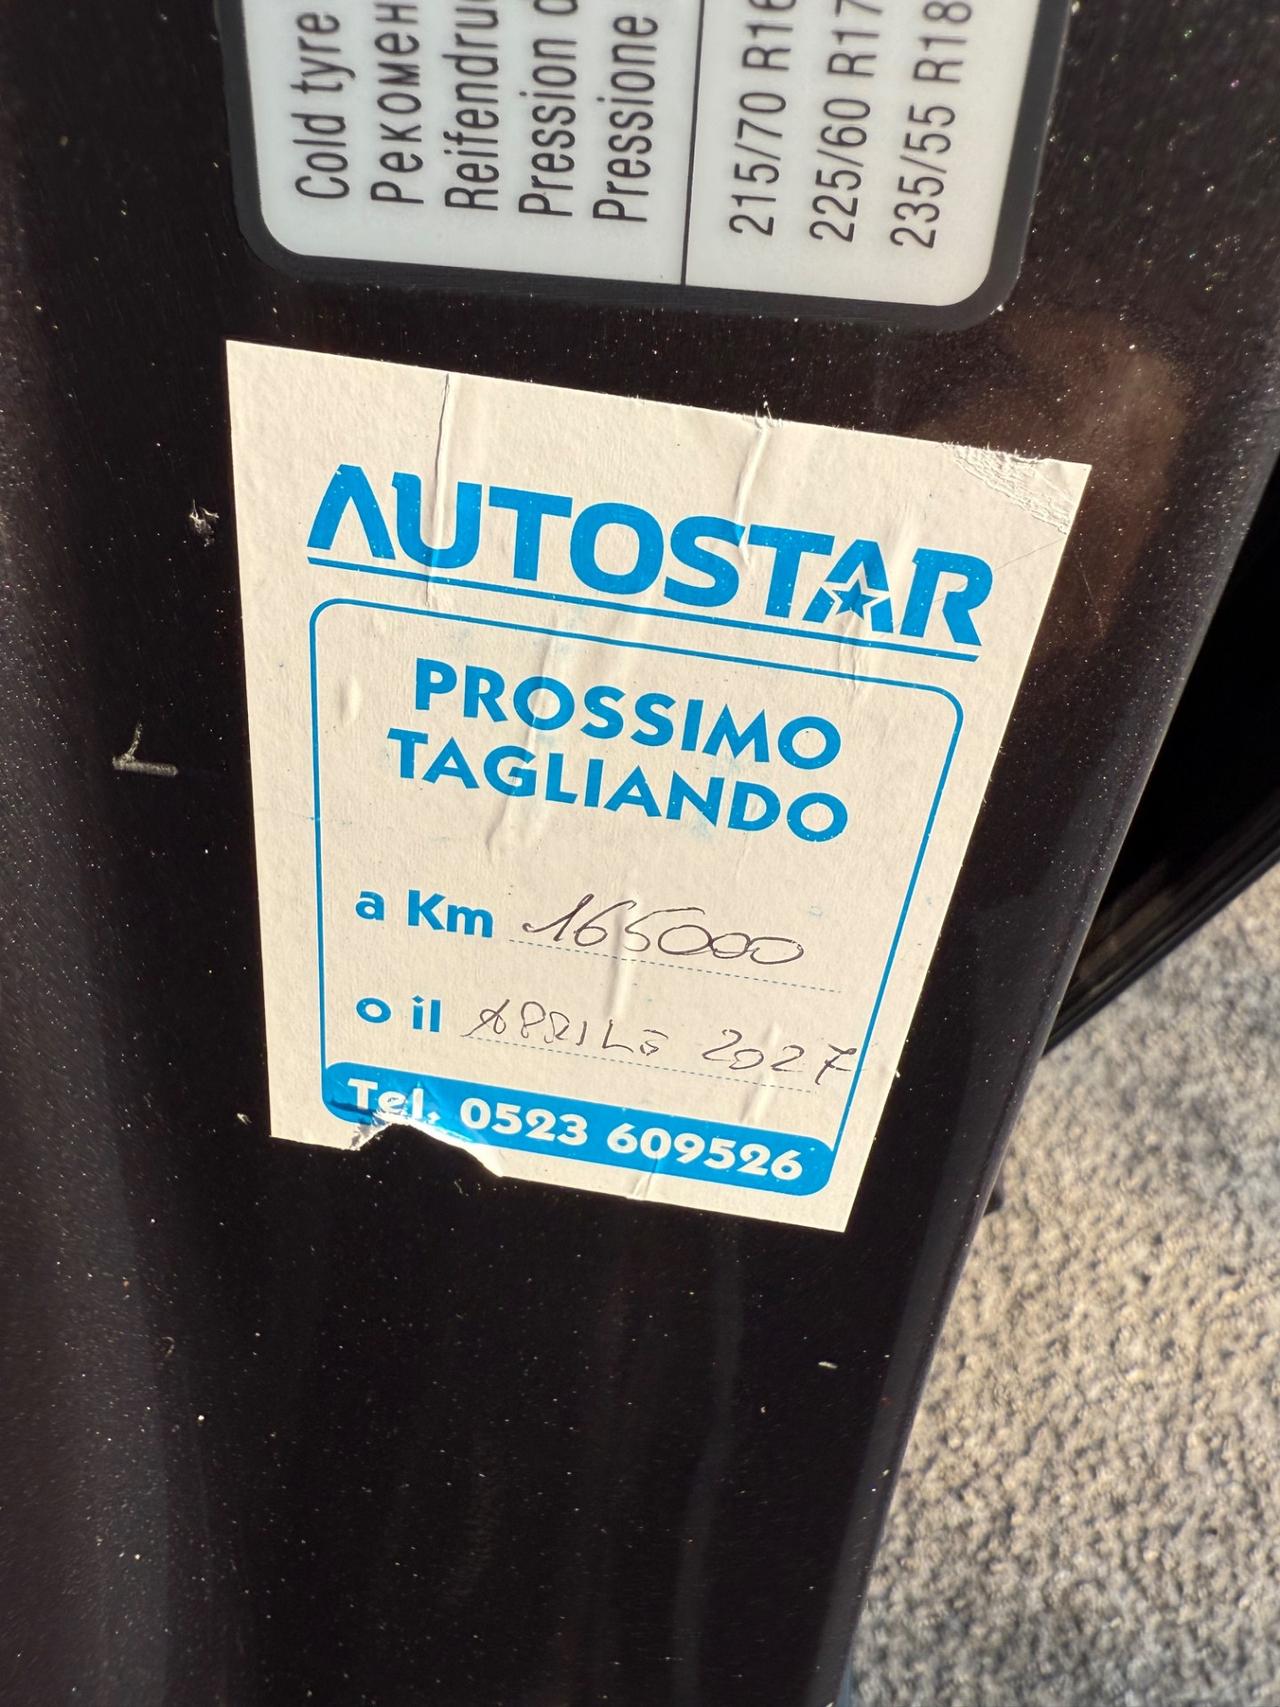 Cold tyre
Рекомен
Reifendruc
Pression d
Pressione
215/70 R16
225/60 R17
235/55 R18
AUTOSTAR
PROSSIMO
TAGLIANDO
a Km 165000
o il APRILE 2027
Tel. 0523 609526